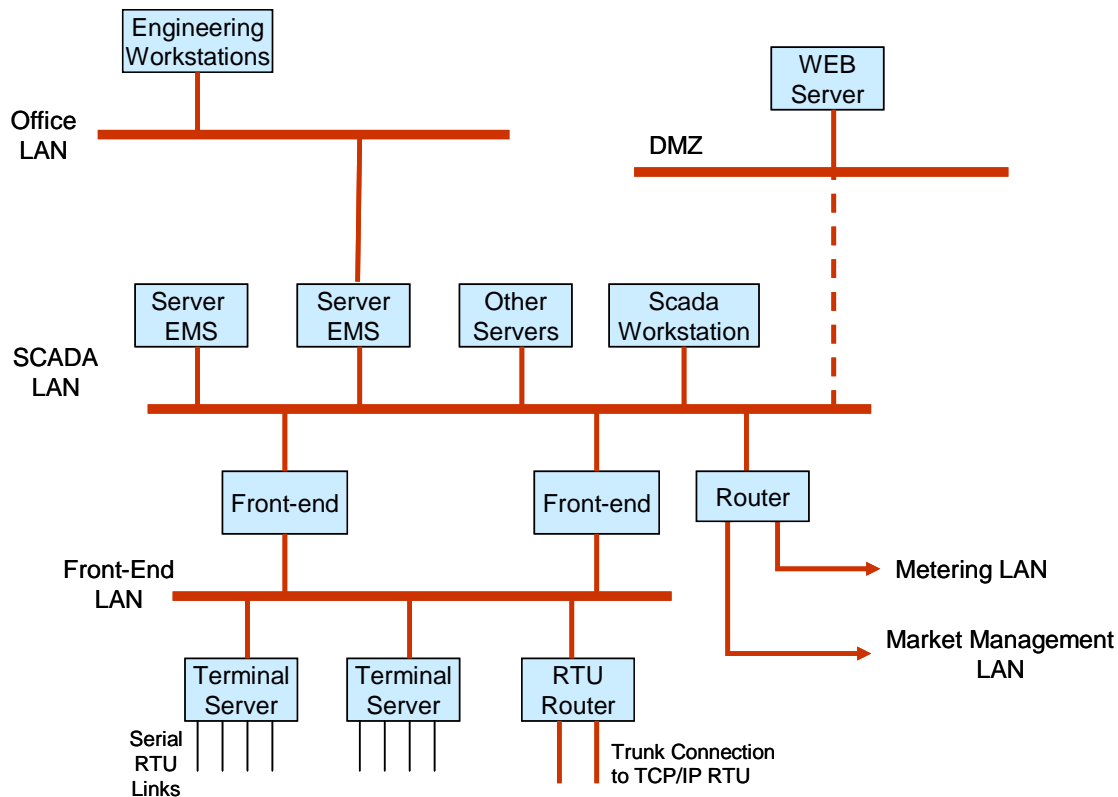 Engineering
Workstations
WEB
Server
Office
LAN
DMZ
Server
EMS
Server
EMS
Other
Servers
Scada
Workstation
SCADA
LAN
Front-end
Front-end
Router
Front-End
LAN
Metering LAN
Market Management
LAN
Terminal
Server
Terminal
Server
RTU
Router
Serial
RTU
Links
Trunk Connection
to TCP/IP RTU